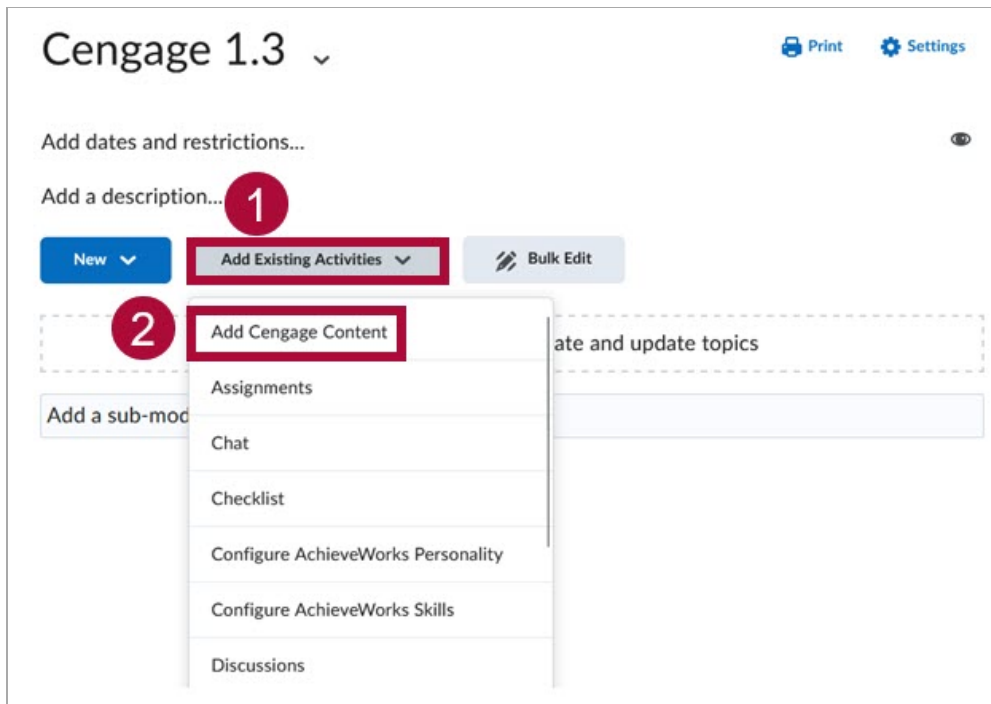 Cengage 1.3
Print
Settings
Add dates and restrictions...
Add a description...
1
New
Add Existing Activities
Bulk Edit
2
Add Cengage Content
ate and update topics
Assignments
Add a sub-mod
Chat
Checklist
Configure AchieveWorks Personality
Configure AchieveWorks Skills
Discussions